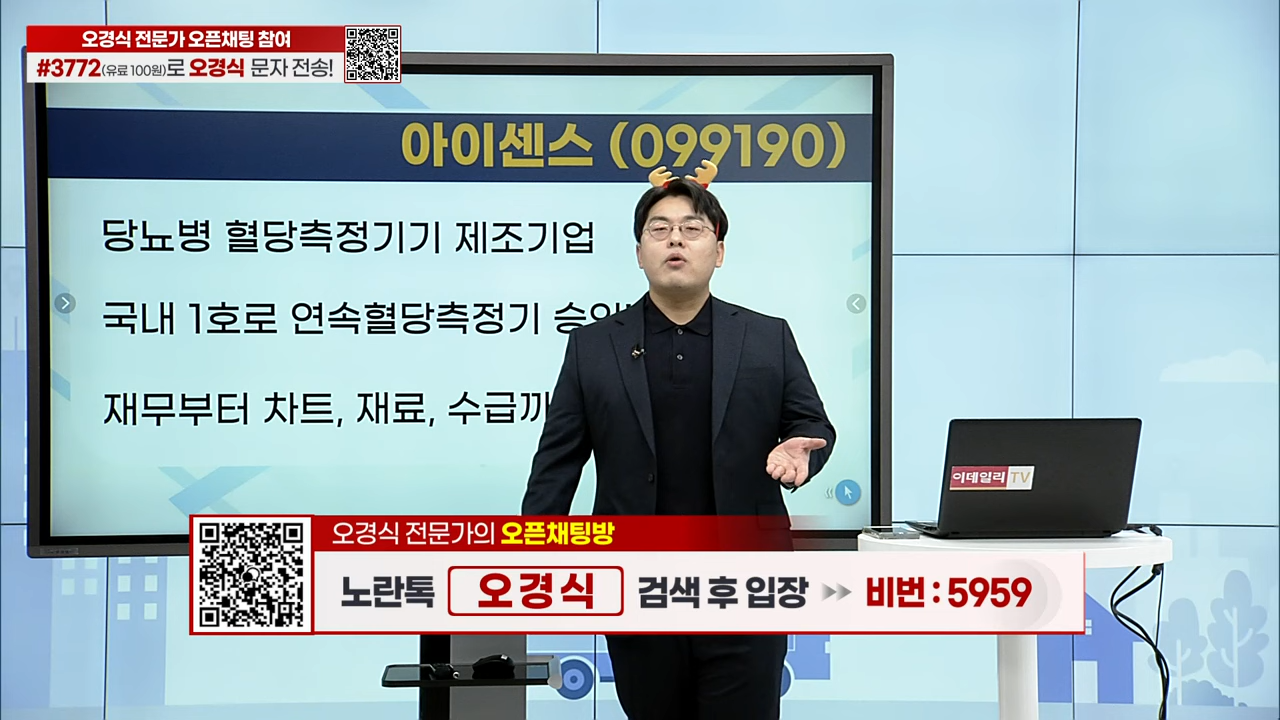 오경식 전문가 오픈채팅 참여
#3772(유료 100원)로 오경식 문자 전송!
아이센스 (099190)
당뇨병 혈당측정기기 제조기업
국내 1호로 연속혈당측정기
재무부터 차트, 재료, 수급까
이데일리 TV
오경식 전문가의 오픈채팅방
노란톡 오경식 검색 후 입장 비번 : 5959